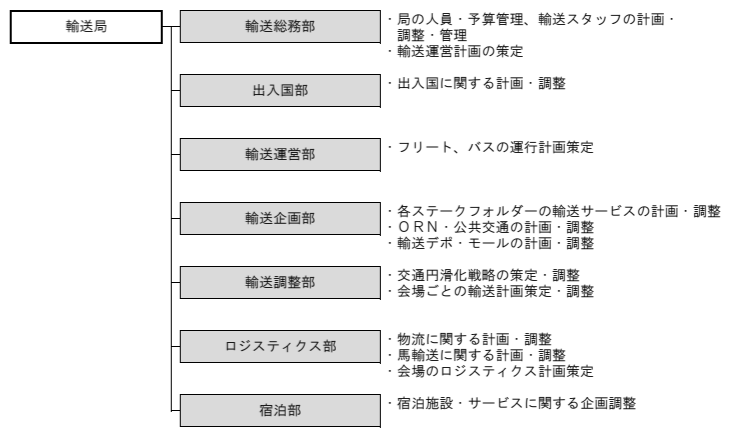 輸送局
輸送総務部
・局の人員・予算管理、輸送スタッフの計画・
調整・管理
・輸送運営計画の策定
出入国部
・出入国に関する計画・調整
輸送運営部
・フリート、バスの運行計画策定
輸送企画部
・各ステークフォルダーの輸送サービスの計画・調整
・ＯＲＮ・公共交通の計画・調整
・輸送デポ・モールの計画・調整
輸送調整部
・交通円滑化戦略の策定・調整
・会場ごとの輸送計画策定・調整
ロジスティクス部
・物流に関する計画・調整
・馬輸送に関する計画・調整
・会場のロジスティクス計画策定
宿泊部
・宿泊施設・サービスに関する企画調整